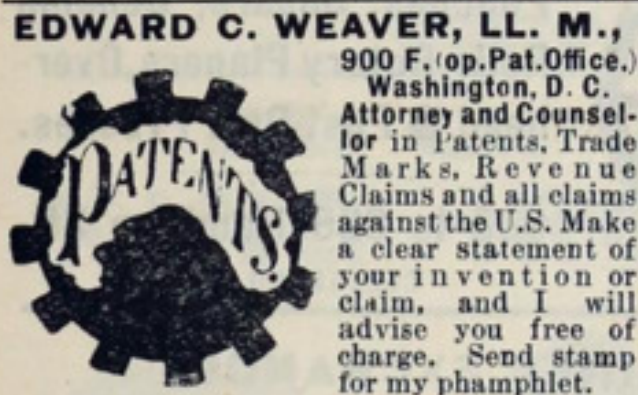 EDWARD C. WEAVER, LL. M.,
900 F. (op. Pat. Office.)
Washington, D. C.
Attorney and Counsel-
lor in Patents, Trade
Marks, Revenue
Claims and all claims
against the U.S. Make
a clear statement of
your invention or
claim, and I will
advise you free of
charge. Send stamp
for my phamphlet.
PATENTS.